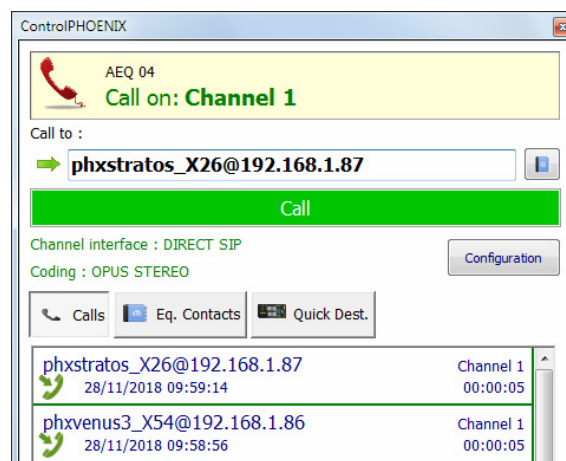 ControlPHOENIX
AEQ 04
Call on: Channel 1
Call to :
phxstratos_X26@192.168.1.87
Call
Channel interface : DIRECT SIP
Coding : OPUS STEREO
Configuration
Calls
Eq. Contacts
Quick Dest.
phxstratos_X26@192.168.1.87 Channel 1
28/11/2018 09:59:14 00:00:05
phxvenus3_X54@192.168.1.86 Channel 1
28/11/2018 09:58:56 00:00:05